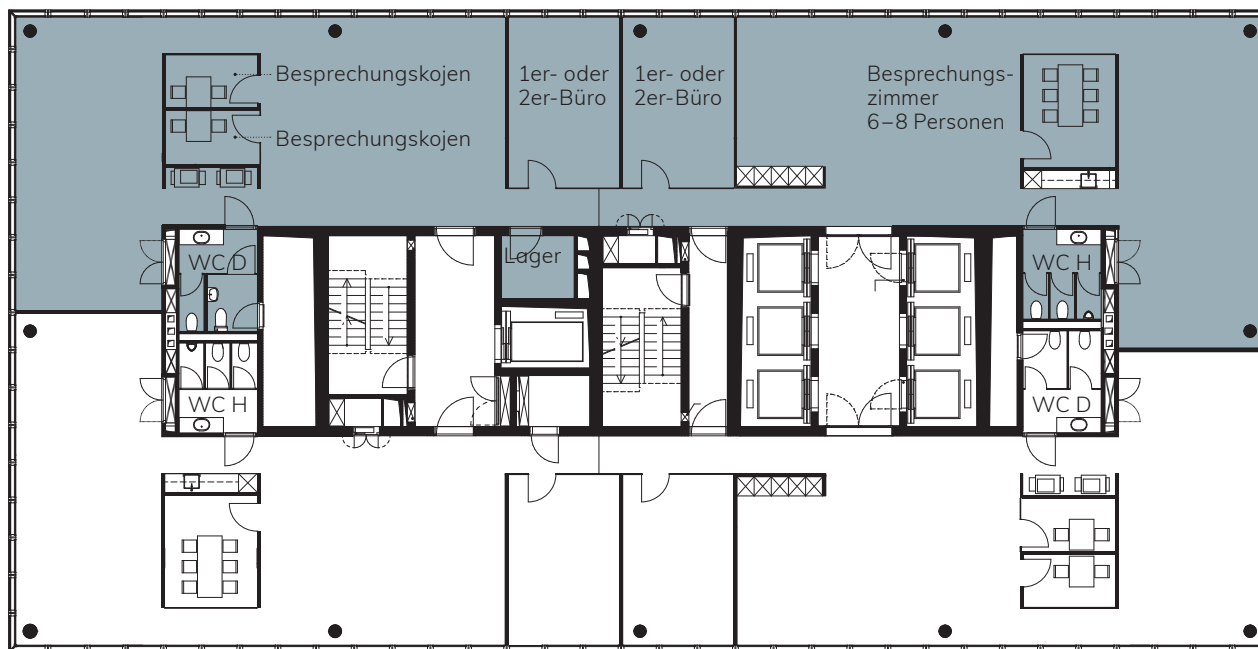 Besprechungskojen
Besprechungskojen
1er- oder
2er-Büro
1er- oder
2er-Büro
Besprechungs-
zimmer
6–8 Personen
WC D
Lager
WC H
WC H
WC D